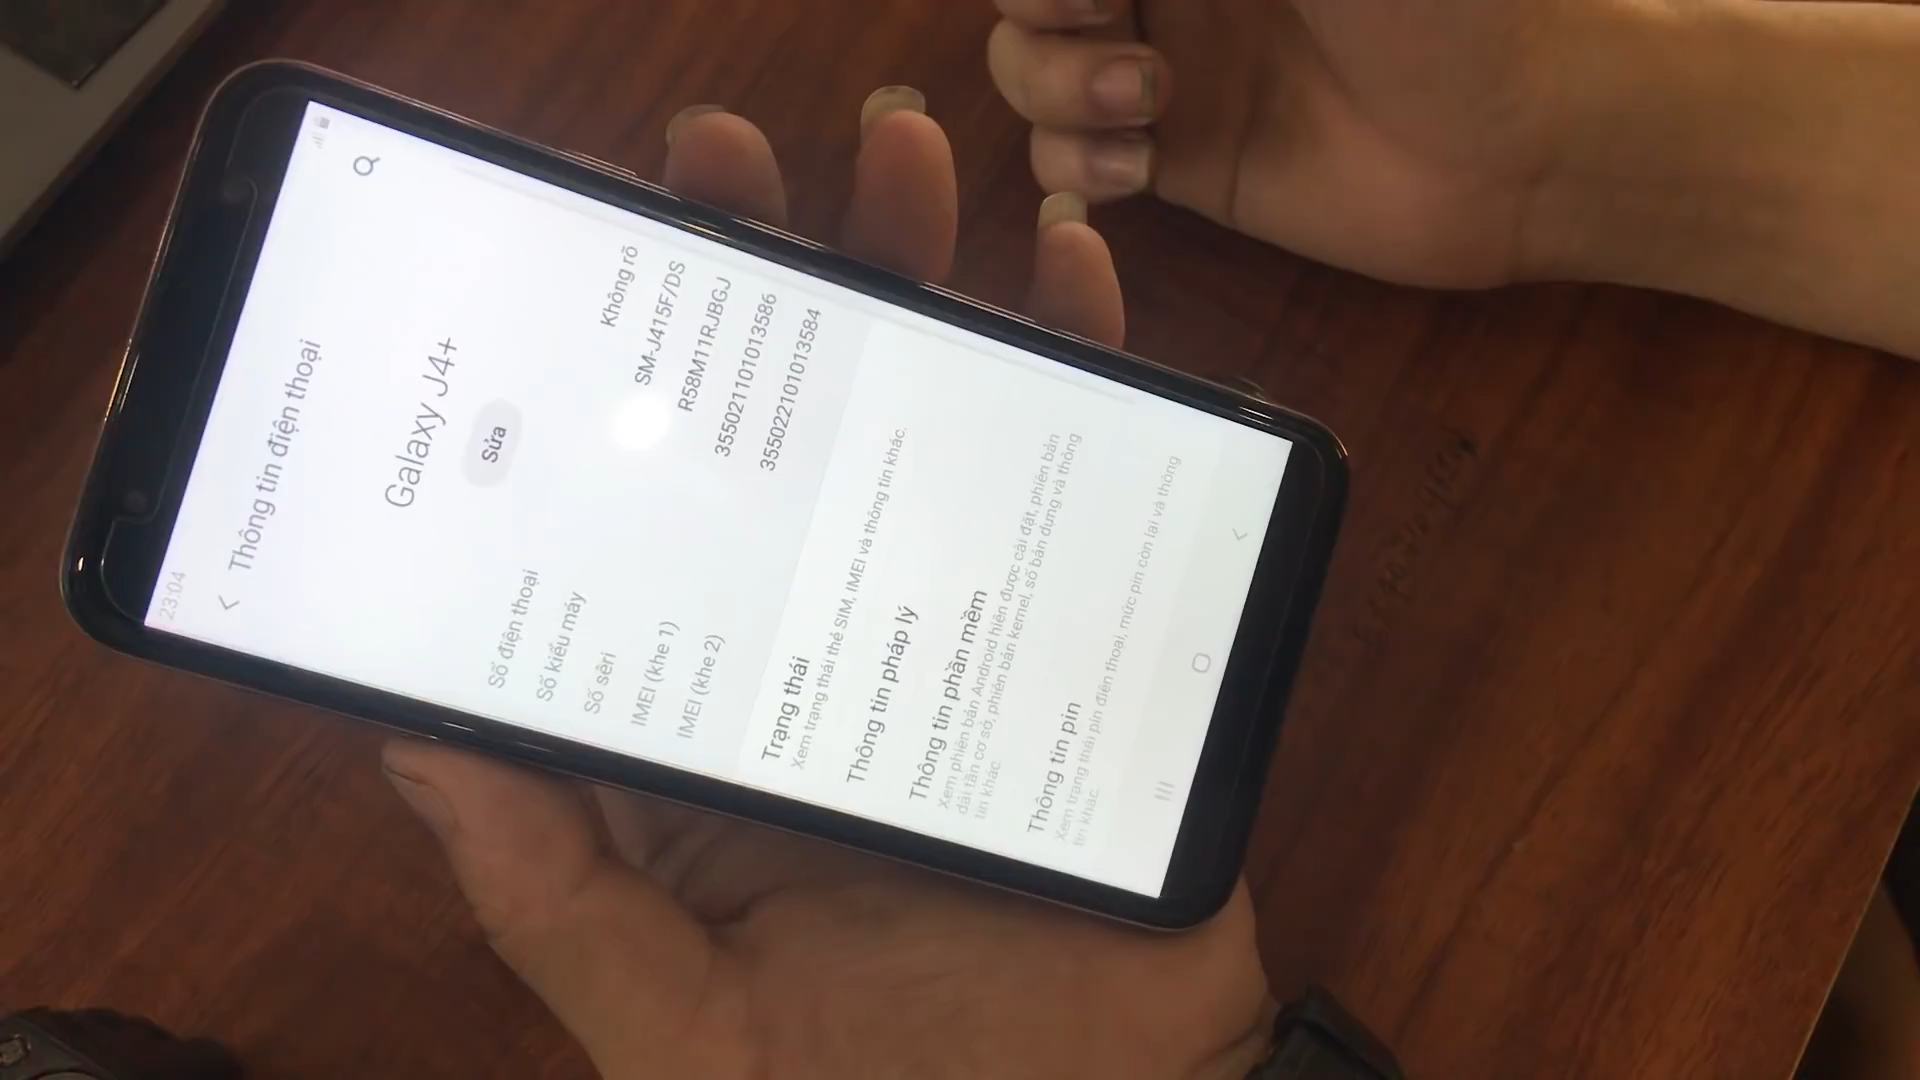 23:04
Thông tin điện thoại
Galaxy J4+
Sửa
Số điện thoại Không rõ
Số kiểu máy SM-J415F/DS
Số sêri R58M11RJBGJ
IMEI (khe 1) 355021101013586
IMEI (khe 2) 355022101013584
Trạng thái
Xem trạng thái thẻ SIM, IMEI và thông tin khác.
Thông tin pháp lý
Thông tin phần mềm
Xem phiên bản Android hiện được cài đặt, phiên bản
dải tần cơ sở, phiên bản kernel, số bản dựng và thông
tin khác.
Thông tin pin
Xem trạng thái pin điện thoại, mức pin còn lại và thông
tin khác.